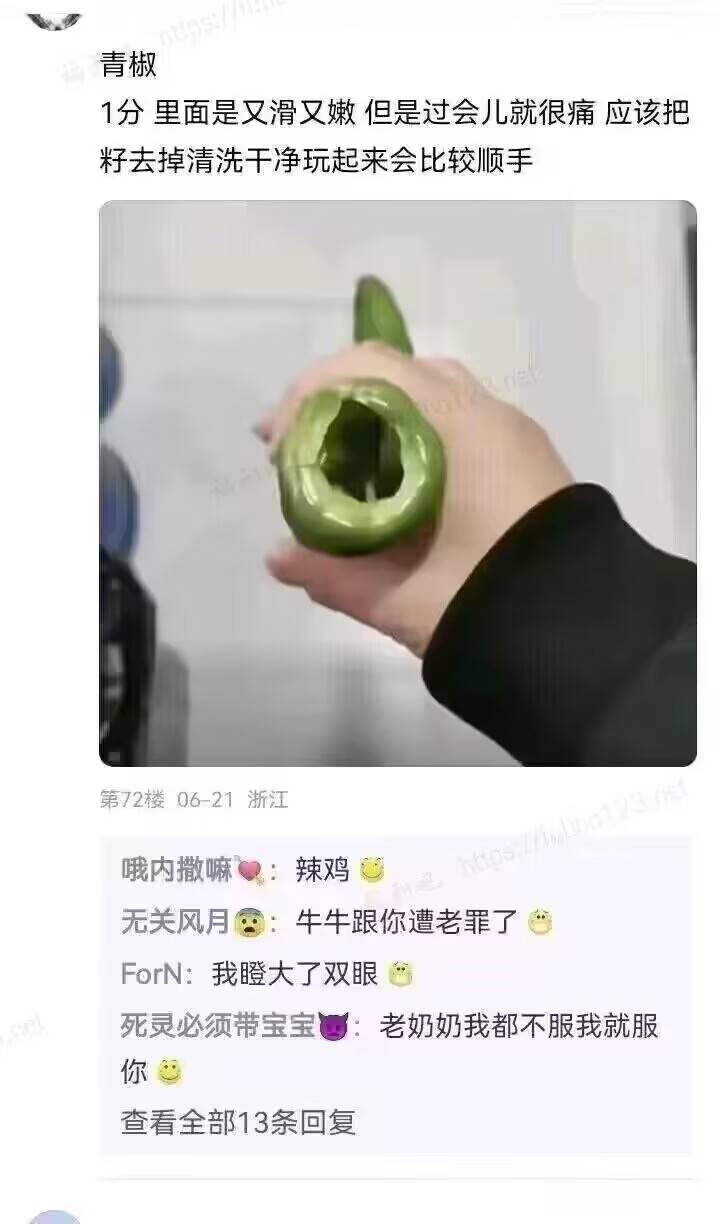 青椒
1分 里面是又滑又嫩 但是过会儿就很痛 应该把
籽去掉清洗干净玩起来会比较顺手
第72楼 06-21 浙江
哦内撒嘛💘：辣鸡
无关风月😨：牛牛跟你遭老罪了
ForN：我瞪大了双眼
死灵必须带宝宝👿：老奶奶我都不服我就服
你
查看全部13条回复